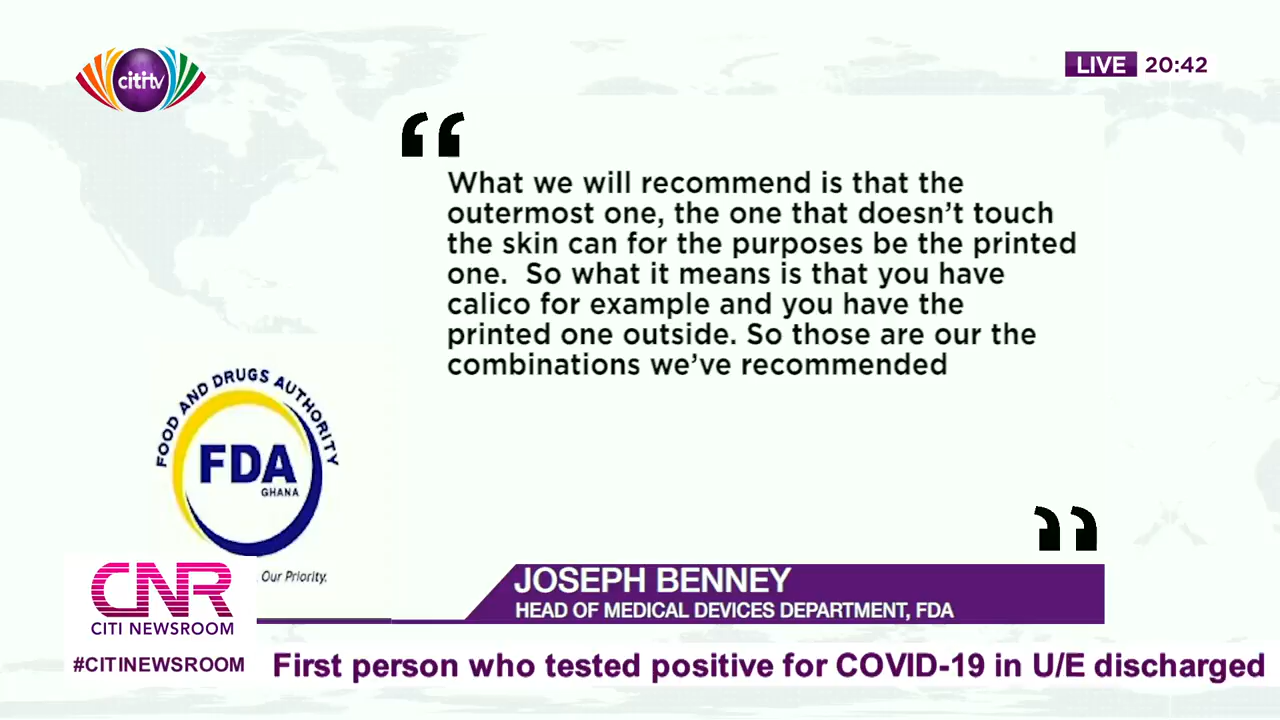 citi tv
LIVE 20:42
“
What we will recommend is that the
outermost one, the one that doesn’t touch
the skin can for the purposes be the printed
one. So what it means is that you have
calico for example and you have the
printed one outside. So those are our the
combinations we’ve recommended
”
FOOD AND DRUGS AUTHORITY
FDA
GHANA
Our Priority.
JOSEPH BENNEY
HEAD OF MEDICAL DEVICES DEPARTMENT, FDA
CNR
CITI NEWSROOM
#CITINEWSROOM
First person who tested positive for COVID-19 in U/E discharged